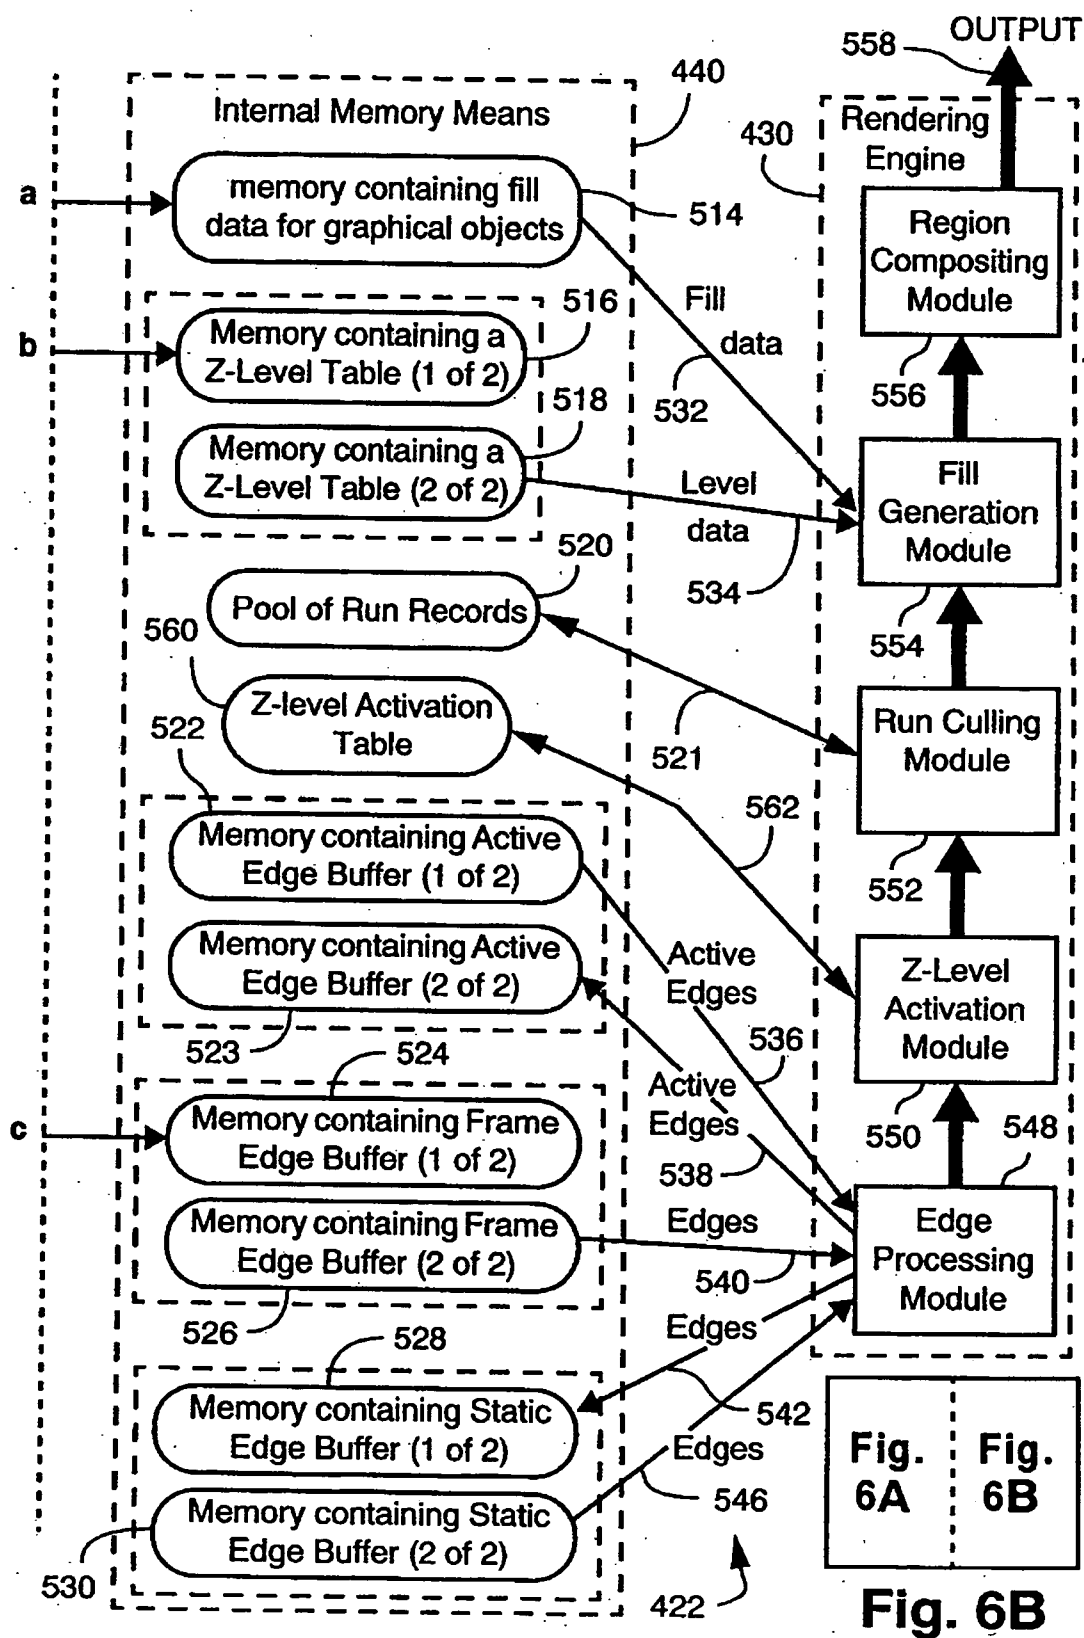 OUTPUT
558
440
Internal Memory Means
430
Rendering
Engine
a
memory containing fill
data for graphical objects
514
Region
Compositing
Module
516
Fill
data
b
Memory containing a
Z-Level Table (1 of 2)
518
532
556
Memory containing a
Z-Level Table (2 of 2)
Level
data
Fill
Generation
Module
520
534
Pool of Run Records
554
560
Z-level Activation
Table
521
Run Culling
Module
522
562
Memory containing Active
Edge Buffer (1 of 2)
552
Memory containing Active
Edge Buffer (2 of 2)
Active
Edges
Z-Level
Activation
Module
523
524
536
Active
Edges
550
548
c
Memory containing Frame
Edge Buffer (1 of 2)
538
Memory containing Frame
Edge Buffer (2 of 2)
Edges
540
Edge
Processing
Module
526
528
Edges
Memory containing Static
Edge Buffer (1 of 2)
542
Edges
Fig.
6A
Fig.
6B
546
Memory containing Static
Edge Buffer (2 of 2)
530
422
Fig. 6B